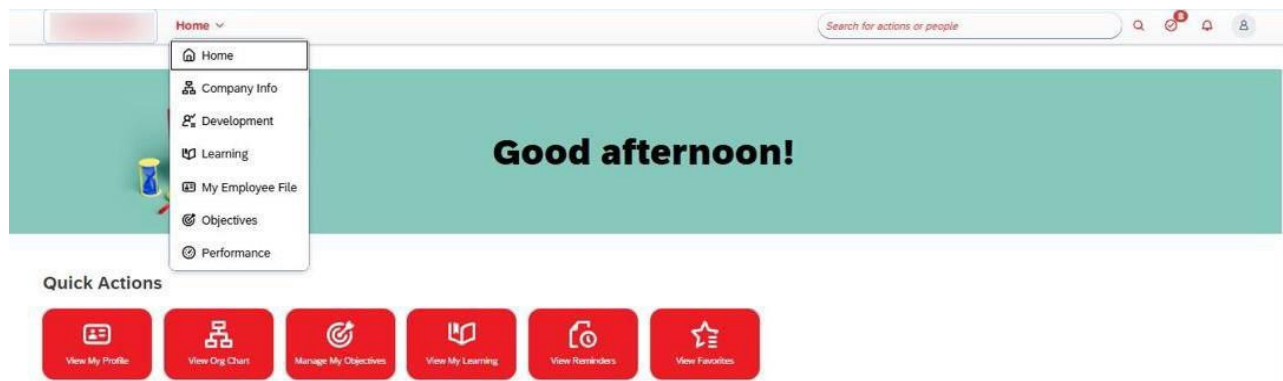 Home
Search for actions or people
8
Home
Company Info
Development
Learning
My Employee File
Objectives
Performance
Good afternoon!
Quick Actions
View My Profile
View Org Chart
Manage My Objectives
View My Learning
View Reminders
View Favorites